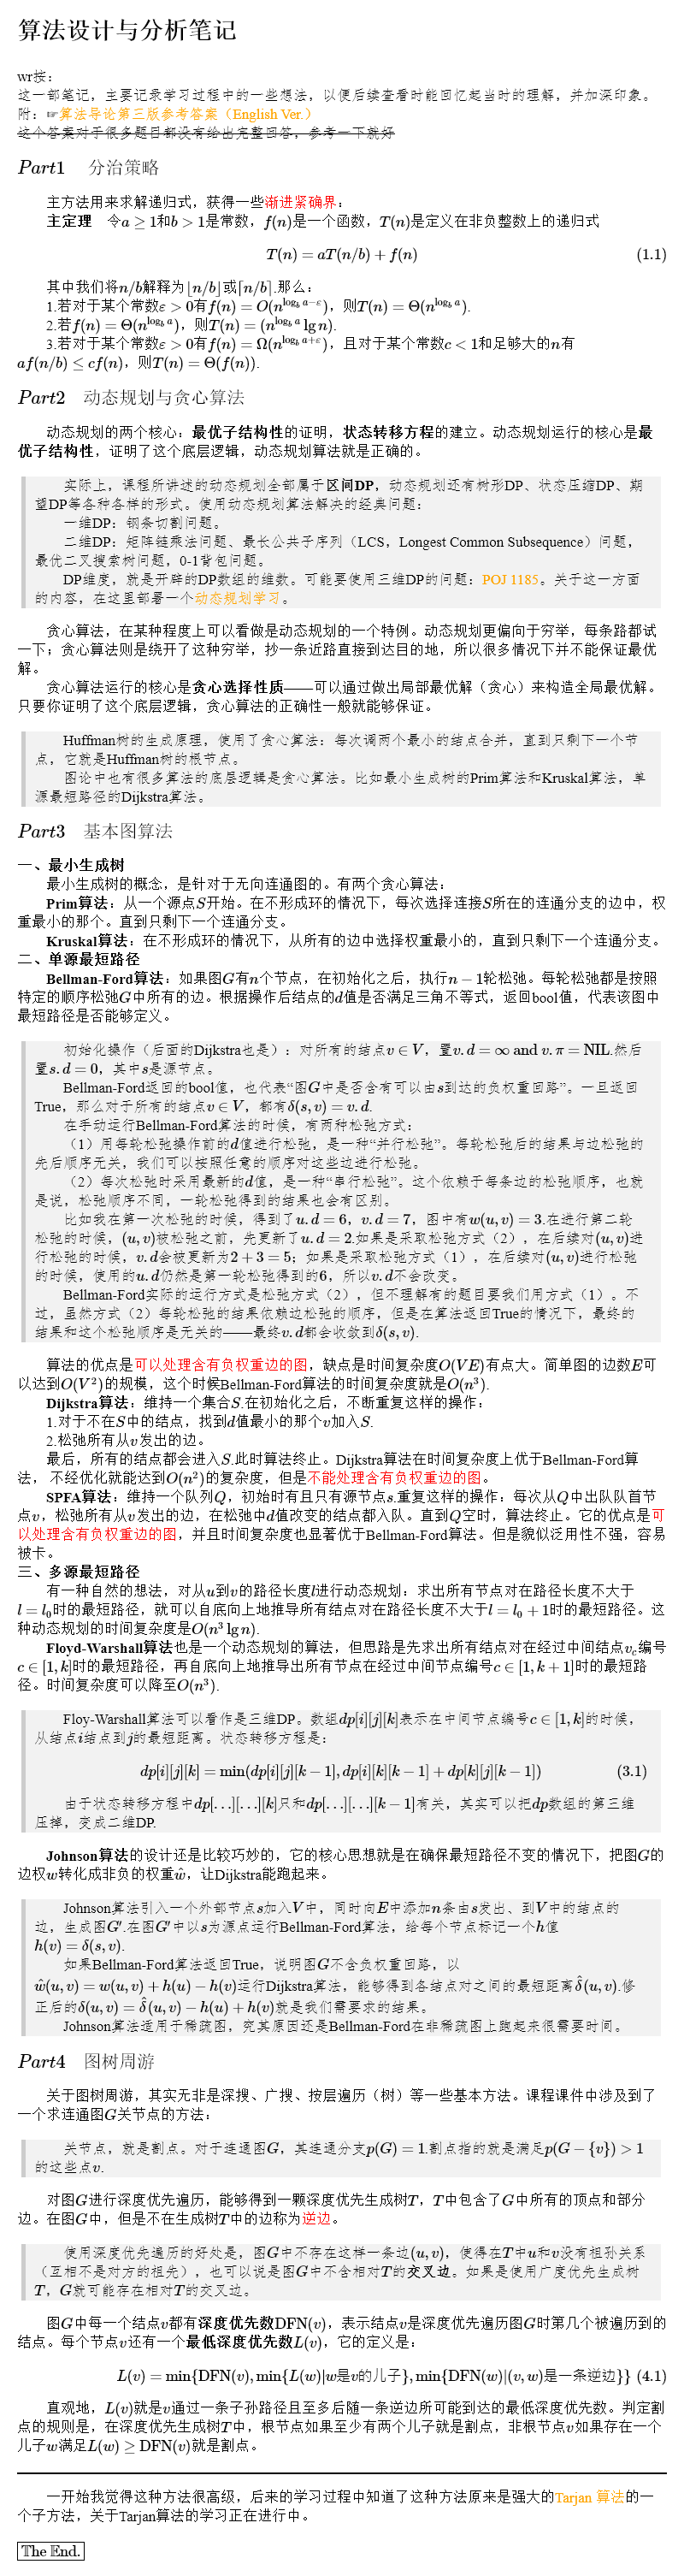 算法设计与分析笔记
wr按：
这一部笔记，主要记录学习过程中的一些想法，以便后续查看时能回忆起当时的理解，并加深印象。
附：☞算法导论第三版参考答案（English Ver.）
这个答案对于很多题目都没有给出完整回答，参考一下就好
Part1 分治策略
主方法用来求解递归式，获得一些渐进紧确界：
主定理 令a ≥ 1和b > 1是常数，f(n)是一个函数，T(n)是定义在非负整数上的递归式
T(n) = aT(n/b) + f(n) (1.1)
其中我们将n/b解释为⌊n/b⌋或⌈n/b⌉.那么：
1.若对于某个常数ε > 0有f(n) = O(n^{log_b a−ε})，则T(n) = Θ(n^{log_b a}).
2.若f(n) = Θ(n^{log_b a})，则T(n) = (n^{log_b a} lg n).
3.若对于某个常数ε > 0有f(n) = Ω(n^{log_b a+ε})，且对于某个常数c < 1和足够大的n有
af(n/b) ≤ cf(n)，则T(n) = Θ(f(n)).
Part2 动态规划与贪心算法
动态规划的两个核心：最优子结构性的证明，状态转移方程的建立。动态规划运行的核心是最
优子结构性，证明了这个底层逻辑，动态规划算法就是正确的。
实际上，课程所讲述的动态规划全部属于区间DP，动态规划还有树形DP、状态压缩DP、期
望DP等各种各样的形式。使用动态规划算法解决的经典问题：
一维DP：钢条切割问题。
二维DP：矩阵链乘法问题、最长公共子序列（LCS，Longest Common Subsequence）问题，
最优二叉搜索树问题，0-1背包问题。
DP维度，就是开辟的DP数组的维数。可能要使用三维DP的问题：POJ 1185。关于这一方面
的内容，在这里部署一个动态规划学习。
贪心算法，在某种程度上可以看做是动态规划的一个特例。动态规划更偏向于穷举，每条路都试
一下；贪心算法则是绕开了这种穷举，抄一条近路直接到达目的地，所以很多情况下并不能保证最优
解。
贪心算法运行的核心是贪心选择性质——可以通过做出局部最优解（贪心）来构造全局最优解。
只要你证明了这个底层逻辑，贪心算法的正确性一般就能够保证。
Huffman树的生成原理，使用了贪心算法：每次调两个最小的结点合并，直到只剩下一个节
点，它就是Huffman树的根节点。
图论中也有很多算法的底层逻辑是贪心算法。比如最小生成树的Prim算法和Kruskal算法，单
源最短路径的Dijkstra算法。
Part3 基本图算法
一、最小生成树
最小生成树的概念，是针对于无向连通图的。有两个贪心算法：
Prim算法：从一个源点S开始。在不形成环的情况下，每次选择连接S所在的连通分支的边中，权
重最小的那个。直到只剩下一个连通分支。
Kruskal算法：在不形成环的情况下，从所有的边中选择权重最小的，直到只剩下一个连通分支。
二、单源最短路径
Bellman-Ford算法：如果图G有n个节点，在初始化之后，执行n − 1轮松弛。每轮松弛都是按照
特定的顺序松弛G中所有的边。根据操作后结点的d值是否满足三角不等式，返回bool值，代表该图中
最短路径是否能够定义。
初始化操作（后面的Dijkstra也是）：对所有的结点v ∈ V，置v.d = ∞ and v.π = NIL.然后
置s.d = 0，其中s是源节点。
Bellman-Ford返回的bool值，也代表“图G中是否含有可以由s到达的负权重回路”。一旦返回
True，那么对于所有的结点v ∈ V，都有δ(s, v) = v.d.
在手动运行Bellman-Ford算法的时候，有两种松弛方式：
（1）用每轮松弛操作前的d值进行松弛，是一种“并行松弛”。每轮松弛后的结果与边松弛的
先后顺序无关，我们可以按照任意的顺序对这些边进行松弛。
（2）每次松弛时采用最新的d值，是一种“串行松弛”。这个依赖于每条边的松弛顺序，也就
是说，松弛顺序不同，一轮松弛得到的结果也会有区别。
比如我在第一次松弛的时候，得到了u.d = 6，v.d = 7，图中有w(u, v) = 3.在进行第二轮
松弛的时候，(u, v)被松弛之前，先更新了u.d = 2.如果是采取松弛方式（2），在后续对(u, v)进
行松弛的时候，v.d会被更新为2 + 3 = 5；如果是采取松弛方式（1），在后续对(u, v)进行松弛
的时候，使用的u.d仍然是第一轮松弛得到的6，所以v.d不会改变。
Bellman-Ford实际的运行方式是松弛方式（2），但不理解有的题目要我们用方式（1）。不
过，虽然方式（2）每轮松弛的结果依赖边松弛的顺序，但是在算法返回True的情况下，最终的
结果和这个松弛顺序是无关的——最终v.d都会收敛到δ(s, v).
算法的优点是可以处理含有负权重边的图，缺点是时间复杂度O(VE)有点大。简单图的边数E可
以达到O(V²)的规模，这个时候Bellman-Ford算法的时间复杂度就是O(n³).
Dijkstra算法：维持一个集合S.在初始化之后，不断重复这样的操作：
1.对于不在S中的结点，找到d值最小的那个v加入S.
2.松弛所有从v发出的边。
最后，所有的结点都会进入S.此时算法终止。Dijkstra算法在时间复杂度上优于Bellman-Ford算
法， 不经优化就能达到O(n²)的复杂度，但是不能处理含有负权重边的图。
SPFA算法：维持一个队列Q，初始时有且只有源节点s.重复这样的操作：每次从Q中出队队首节
点v，松弛所有从v发出的边，在松弛中d值改变的结点都入队。直到Q空时，算法终止。它的优点是可
以处理含有负权重边的图，并且时间复杂度也显著优于Bellman-Ford算法。但是貌似泛用性不强，容易
被卡。
三、多源最短路径
有一种自然的想法，对从u到v的路径长度l进行动态规划：求出所有节点对在路径长度不大于
l = l₀时的最短路径，就可以自底向上地推导所有结点对在路径长度不大于l = l₀ + 1时的最短路径。这
种动态规划的时间复杂度是O(n³ lg n).
Floyd-Warshall算法也是一个动态规划的算法，但思路是先求出所有结点对在经过中间结点v_c编号
c ∈ [1, k]时的最短路径，再自底向上地推导出所有节点在经过中间节点编号c ∈ [1, k + 1]时的最短路
径。时间复杂度可以降至O(n³).
Floy-Warshall算法可以看作是三维DP。数组dp[i][j][k]表示在中间节点编号c ∈ [1, k]的时候，
从结点i结点到j的最短距离。状态转移方程是：
dp[i][j][k] = min(dp[i][j][k − 1], dp[i][k][k − 1] + dp[k][j][k − 1]) (3.1)
由于状态转移方程中dp[…][…][k]只和dp[…][…][k − 1]有关，其实可以把dp数组的第三维
压掉，变成二维DP.
Johnson算法的设计还是比较巧妙的，它的核心思想就是在确保最短路径不变的情况下，把图G的
边权w转化成非负的权重ŵ，让Dijkstra能跑起来。
Johnson算法引入一个外部节点s加入V中，同时向E中添加n条由s发出、到V中的结点的
边，生成图G′.在图G′中以s为源点运行Bellman-Ford算法，给每个节点标记一个h值
h(v) = δ(s, v).
如果Bellman-Ford算法返回True，说明图G不含负权重回路，以
ŵ(u, v) = w(u, v) + h(u) − h(v)运行Dijkstra算法，能够得到各结点对之间的最短距离δ̂(u, v).修
正后的δ(u, v) = δ̂(u, v) − h(u) + h(v)就是我们需要求的结果。
Johnson算法适用于稀疏图，究其原因还是Bellman-Ford在非稀疏图上跑起来很需要时间。
Part4 图树周游
关于图树周游，其实无非是深搜、广搜、按层遍历（树）等一些基本方法。课程课件中涉及到了
一个求连通图G关节点的方法：
关节点，就是割点。对于连通图G，其连通分支p(G) = 1.割点指的就是满足p(G − {v}) > 1
的这些点v.
对图G进行深度优先遍历，能够得到一颗深度优先生成树T，T中包含了G中所有的顶点和部分
边。在图G中，但是不在生成树T中的边称为逆边。
使用深度优先遍历的好处是，图G中不存在这样一条边(u, v)，使得在T中u和v没有祖孙关系
（互相不是对方的祖先），也可以说是图G中不含相对T的交叉边。如果是使用广度优先生成树
T，G就可能存在相对T的交叉边。
图G中每一个结点v都有深度优先数DFN(v)，表示结点v是深度优先遍历图G时第几个被遍历到的
结点。每个节点v还有一个最低深度优先数L(v)，它的定义是：
L(v) = min{DFN(v), min{L(w)|w是v的儿子}, min{DFN(w)|(v, w)是一条逆边}} (4.1)
直观地，L(v)就是v通过一条子孙路径且至多后随一条逆边所可能到达的最低深度优先数。判定割
点的规则是，在深度优先生成树T中，根节点如果至少有两个儿子就是割点，非根节点v如果存在一个
儿子w满足L(w) ≥ DFN(v)就是割点。
一开始我觉得这种方法很高级，后来的学习过程中知道了这种方法原来是强大的Tarjan 算法的一
个子方法，关于Tarjan算法的学习正在进行中。
The End.